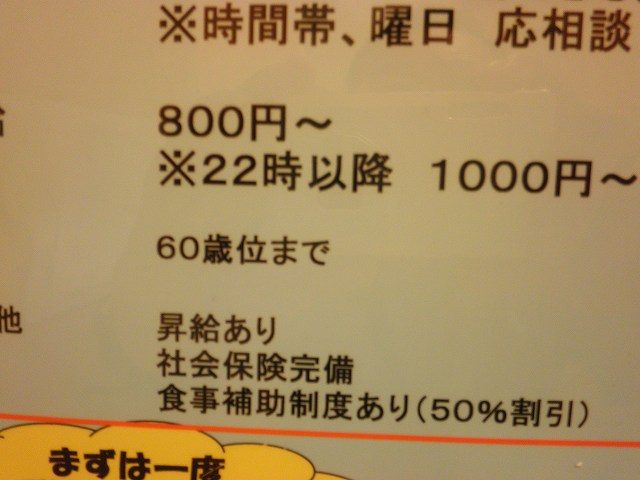 ※時間帯、曜日　応相談
800円～
※22時以降　1000円～
60歳位まで
他
昇給あり
社会保険完備
食事補助制度あり(50%割引)
まずは一度